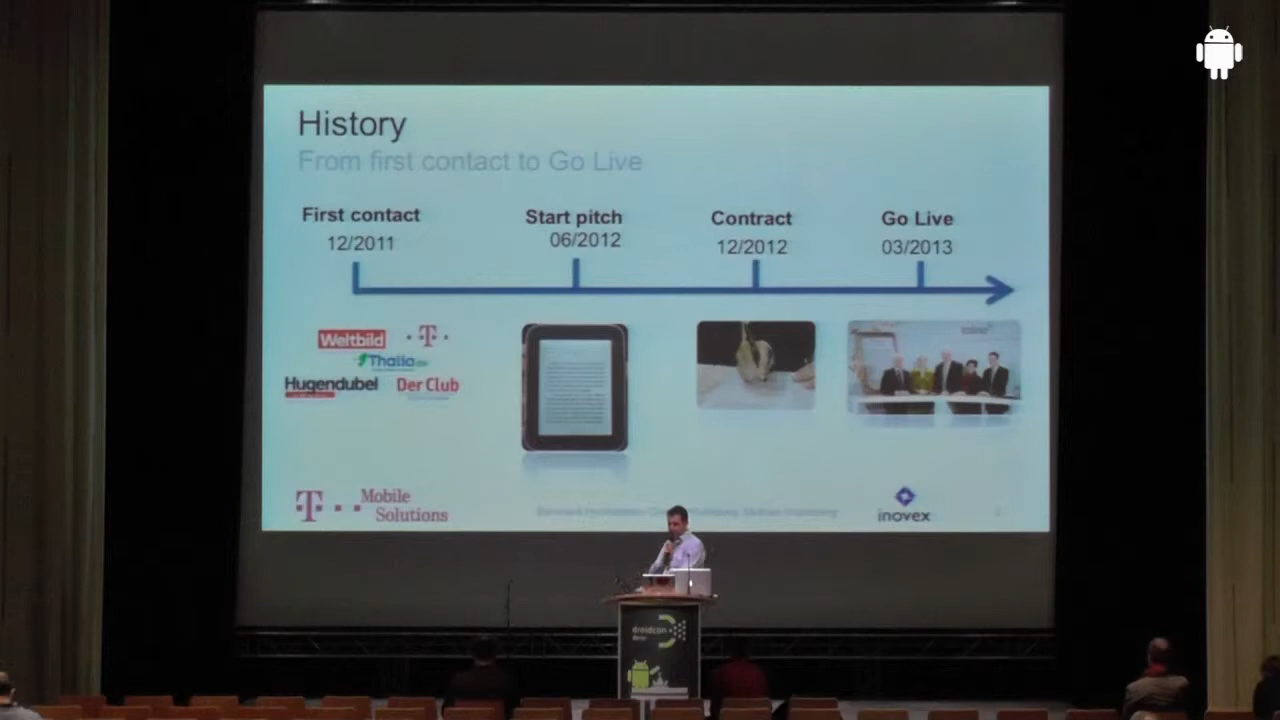 History
From first contact to Go Live
First contact
12/2011
Start pitch
06/2012
Contract
12/2012
Go Live
03/2013
Weltbild
T
Thalia.de
Hugendubel
Der Club
T Mobile
Solutions
inovex
droidcon